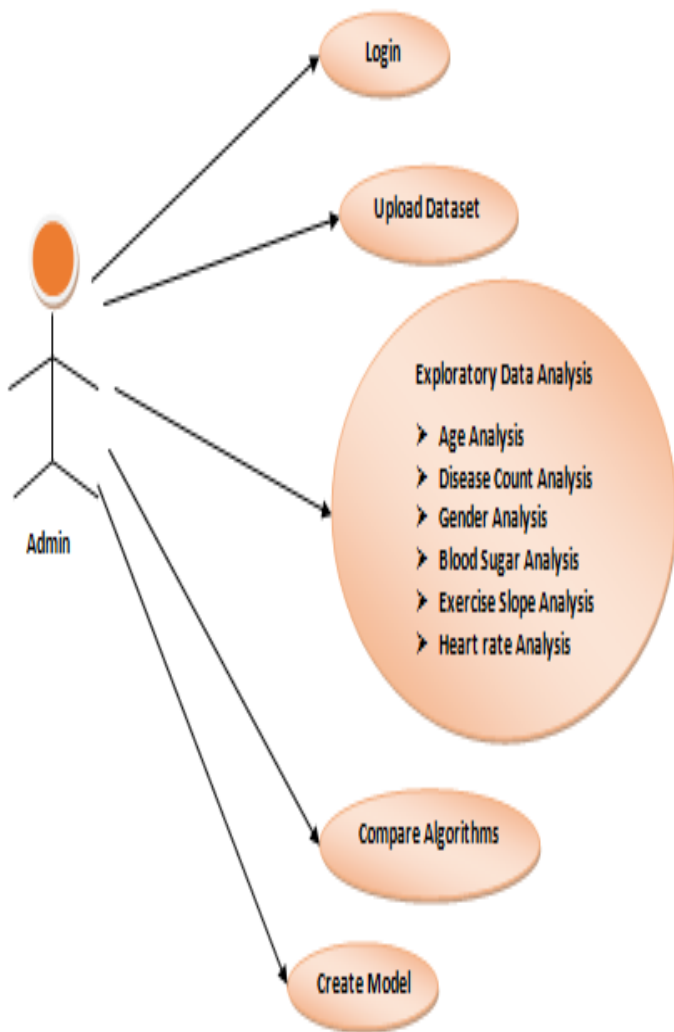 Login
Upload Dataset
Exploratory Data Analysis
➤ Age Analysis
➤ Disease Count Analysis
➤ Gender Analysis
➤ Blood Sugar Analysis
➤ Exercise Slope Analysis
➤ Heart rate Analysis
Admin
Compare Algorithms
Create Model